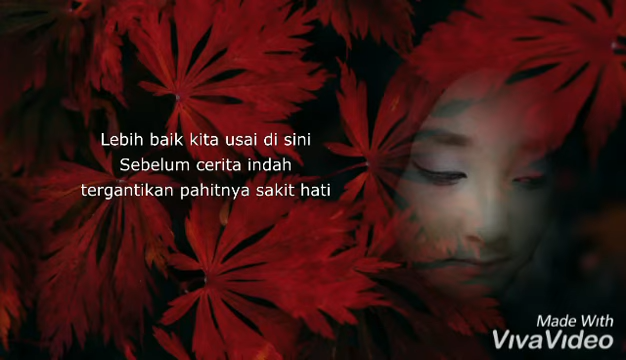 Lebih baik kita usai di sini
Sebelum cerita indah
tergantikan pahitnya sakit hati
Made With
VivaVideo